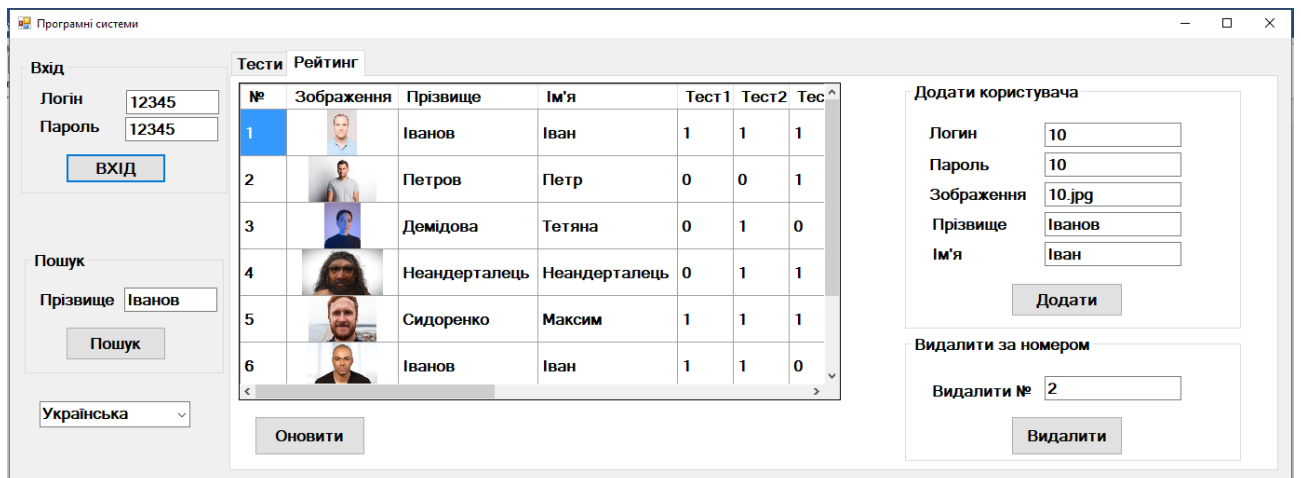 Програмні системи
Вхід
Логін 12345
Пароль 12345
ВХІД
Пошук
Прізвище Іванов
Пошук
Українська
Тести Рейтинг
№ Зображення Прізвище Ім'я Тест1 Тест2 Тес
1 Іванов Іван 1 1 1
2 Петров Петр 0 0 1
3 Демідова Тетяна 0 1 0
4 Неандерталець Неандерталець 0 1 1
5 Сидоренко Максим 1 1 1
6 Іванов Іван 1 1 0
Оновити
Додати користувача
Логин 10
Пароль 10
Зображення 10.jpg
Прізвище Іванов
Ім'я Іван
Додати
Видалити за номером
Видалити № 2
Видалити